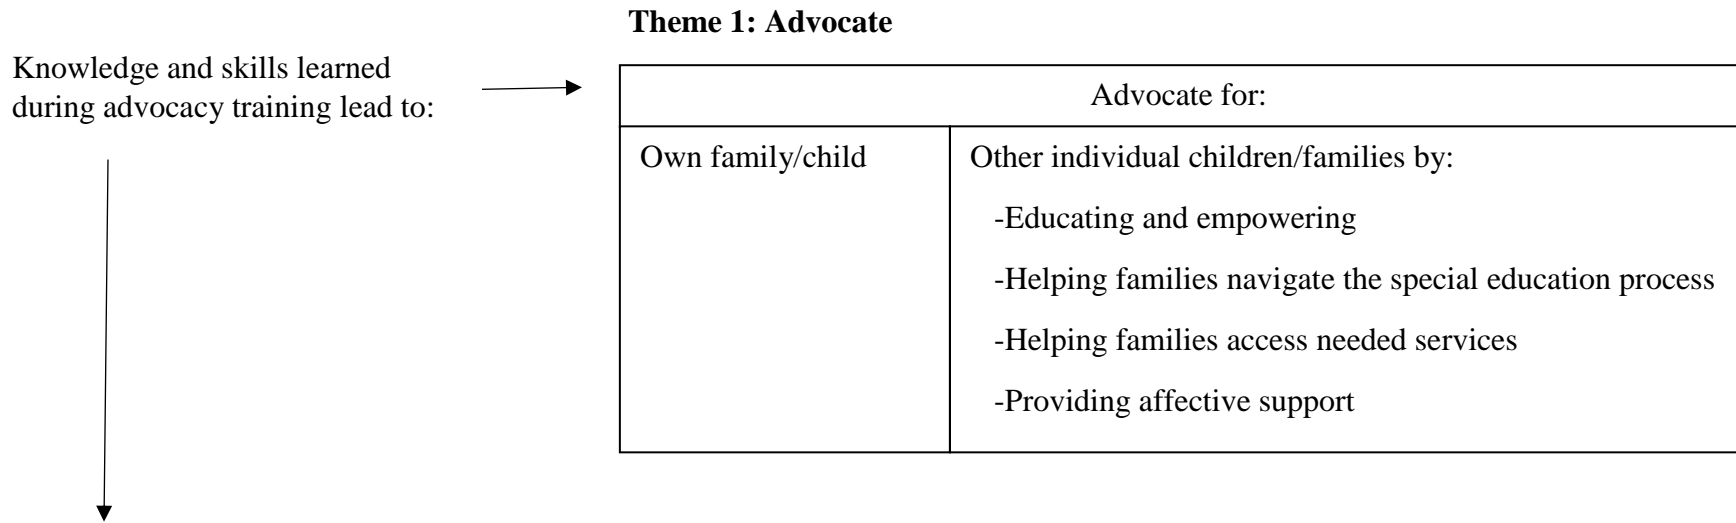 Theme 1: Advocate
Knowledge and skills learned
during advocacy training lead to:
Advocate for:
Own family/child
Other individual children/families by:
-Educating and empowering
-Helping families navigate the special education process
-Helping families access needed services
-Providing affective support